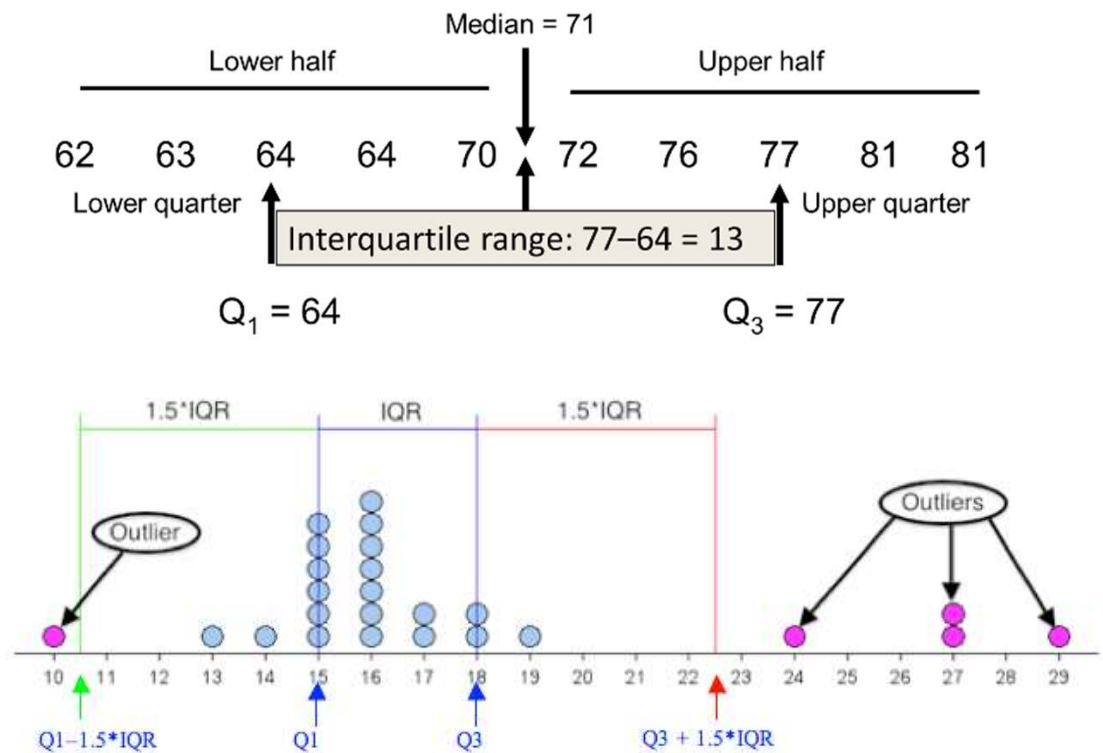 Median = 71
Lower half Upper half
62 63 64 64 70 72 76 77 81 81
Lower quarter Upper quarter
Interquartile range: 77–64 = 13
Q₁ = 64 Q₃ = 77
1.5*IQR IQR 1.5*IQR
Outlier Outliers
10 11 12 13 14 15 16 17 18 19 20 21 22 23 24 25 26 27 28 29
Q1–1.5*IQR Q1 Q3 Q3 + 1.5*IQR